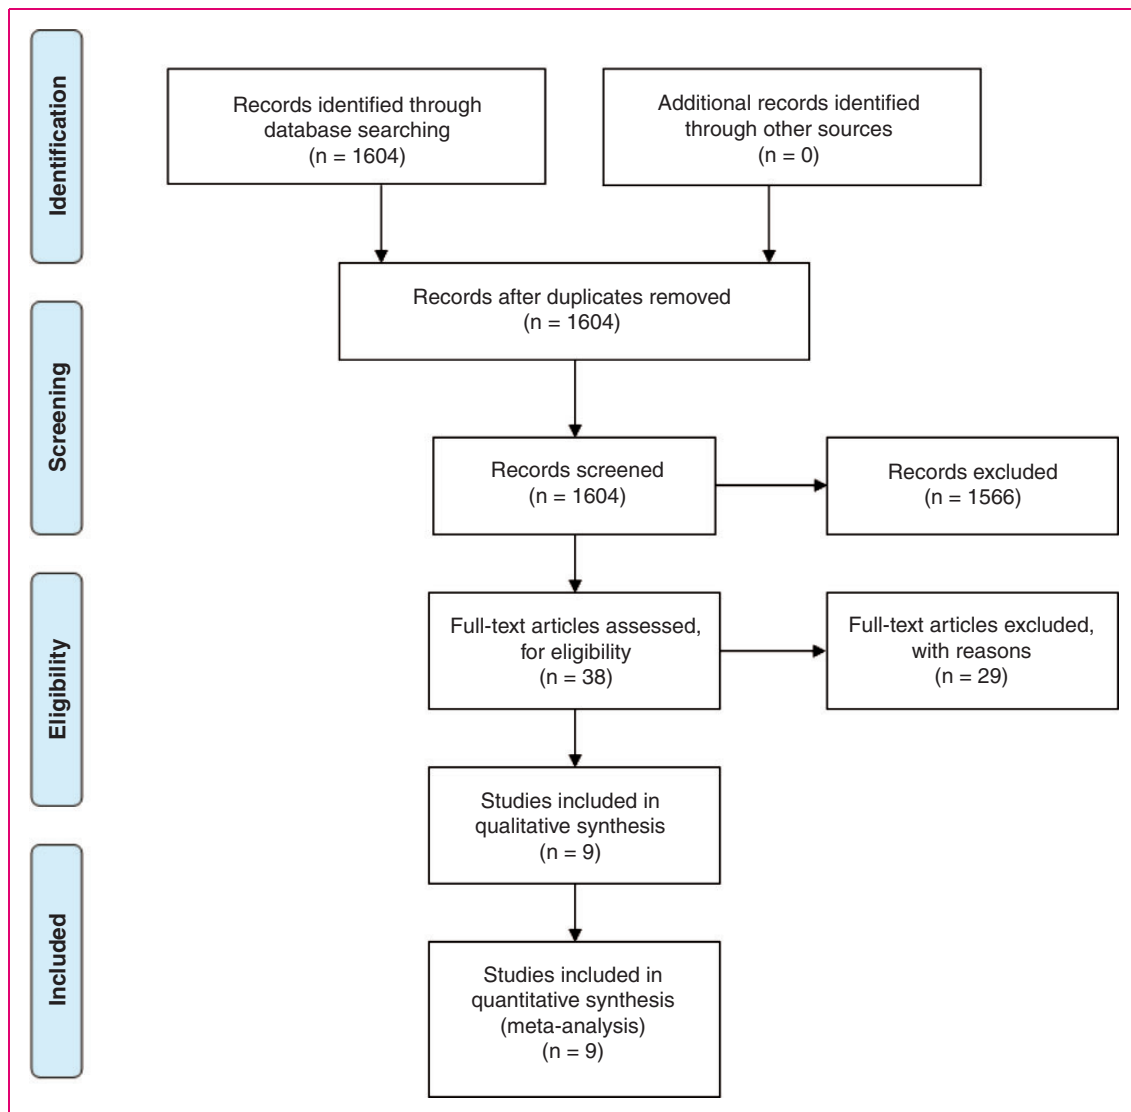 Identification
Records identified through
database searching
(n = 1604)
Additional records identified
through other sources
(n = 0)
Records after duplicates removed
(n = 1604)
Screening
Records screened
(n = 1604)
Records excluded
(n = 1566)
Eligibility
Full-text articles assessed,
for eligibility
(n = 38)
Full-text articles excluded,
with reasons
(n = 29)
Studies included in
qualitative synthesis
(n = 9)
Included
Studies included in
quantitative synthesis
(meta-analysis)
(n = 9)